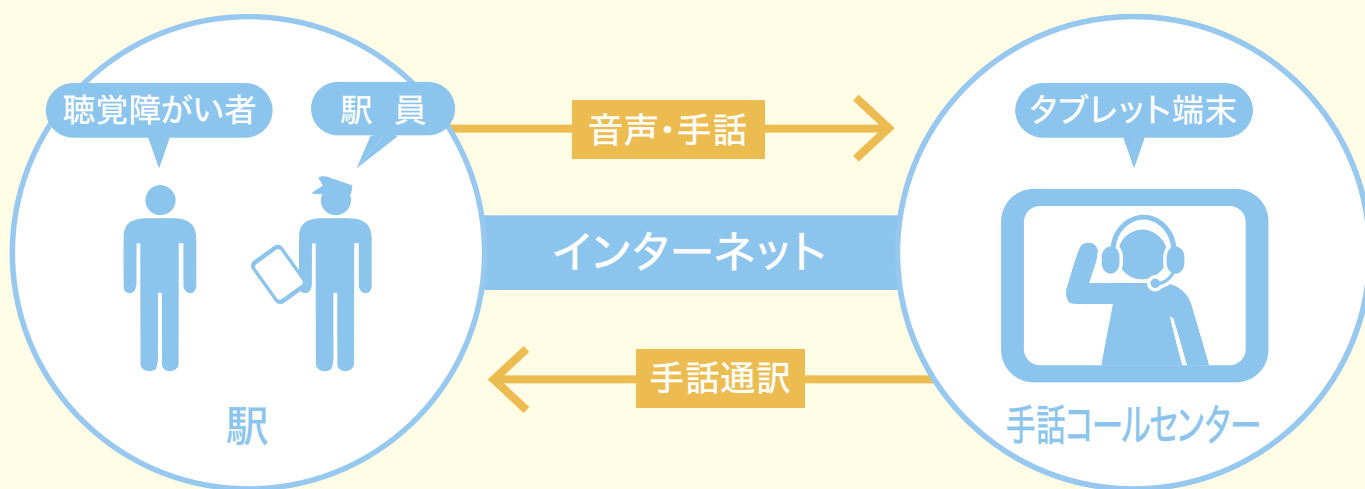 聴覚障がい者
駅員
音声・手話
タブレット端末
インターネット
手話通訳
駅
手話コールセンター